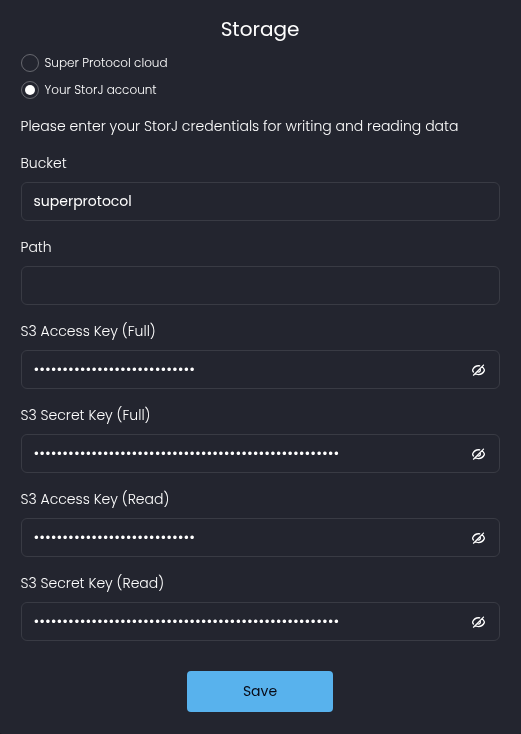 Storage
Super Protocol cloud
Your StorJ account
Please enter your StorJ credentials for writing and reading data
Bucket
superprotocol
Path
S3 Access Key (Full)
••••••••••••••••••••••••••••
S3 Secret Key (Full)
•••••••••••••••••••••••••••••••••••••••••••••••••••••
S3 Access Key (Read)
••••••••••••••••••••••••••••
S3 Secret Key (Read)
•••••••••••••••••••••••••••••••••••••••••••••••••••••
Save